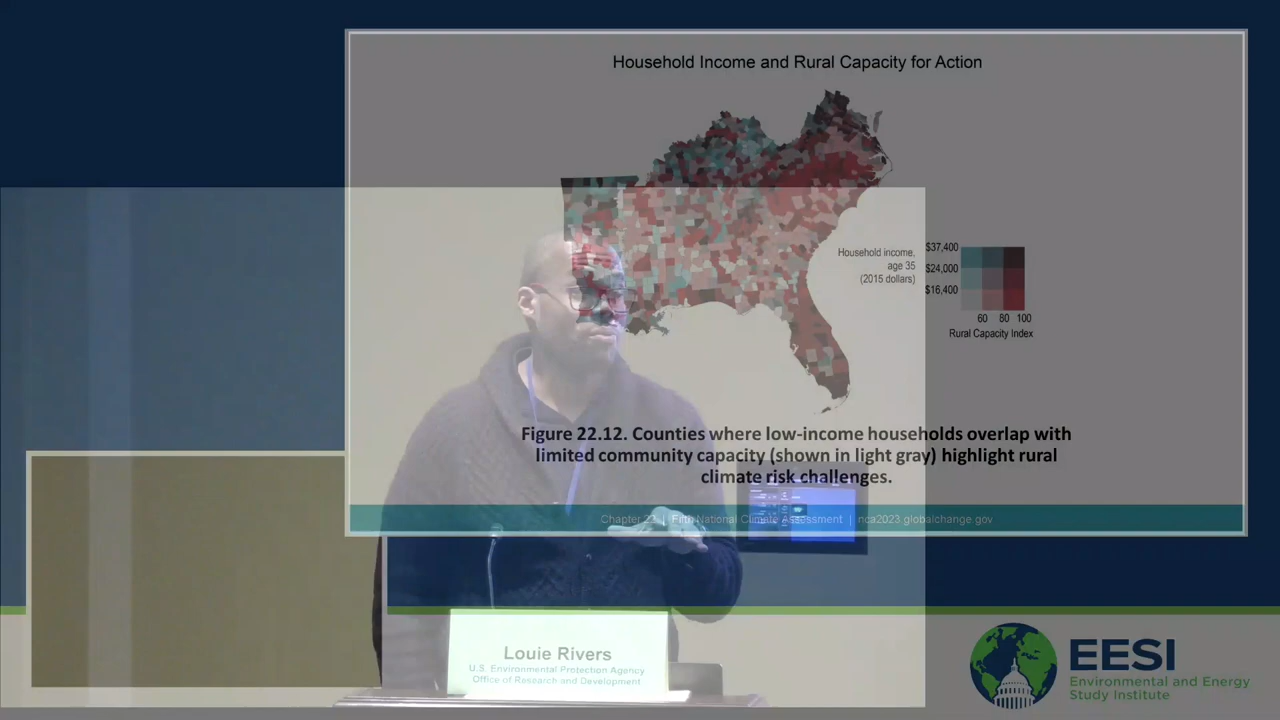 Household Income and Rural Capacity for Action
Household income,
age 35
(2015 dollars)
$37,400
$24,000
$16,400
60 80 100
Rural Capacity Index
Figure 22.12. Counties where low-income households overlap with
limited community capacity (shown in light gray) highlight rural
climate risk challenges.
Chapter 22 | Fifth National Climate Assessment | nca2023.globalchange.gov
Louie Rivers
U.S. Environmental Protection Agency
Office of Research and Development
EESI
Environmental and Energy
Study Institute